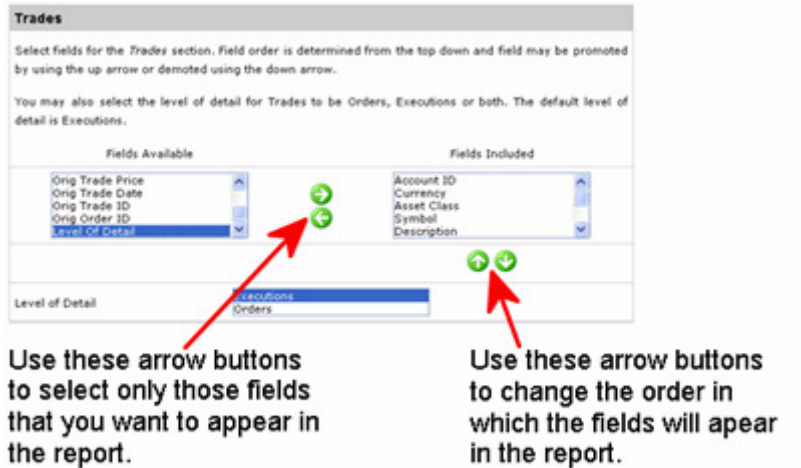 Trades
Select fields for the Trades section. Field order is determined from the top down and field may be promoted
by using the up arrow or demoted using the down arrow.
You may also select the level of detail for Trades to be Orders, Executions or both. The default level of
detail is Executions.
Fields Available
Fields Included
Orig Trade Price
Orig Trade Date
Orig Trade ID
Orig Order ID
Level Of Detail
Account ID
Currency
Asset Class
Symbol
Description
Level of Detail
Executions
Orders
Use these arrow buttons
to select only those fields
that you want to appear in
the report.
Use these arrow buttons
to change the order in
which the fields will apear
in the report.